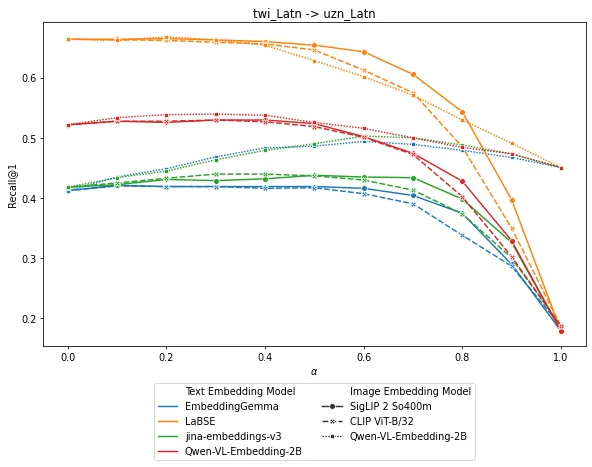 twi_Latn -> uzn_Latn
Recall@1
0.6
0.5
0.4
0.3
0.2
0.0 0.2 0.4 0.6 0.8 1.0
α
Text Embedding Model
EmbeddingGemma
LaBSE
jina-embeddings-v3
Qwen-VL-Embedding-2B
Image Embedding Model
SigLIP 2 So400m
CLIP ViT-B/32
Qwen-VL-Embedding-2B